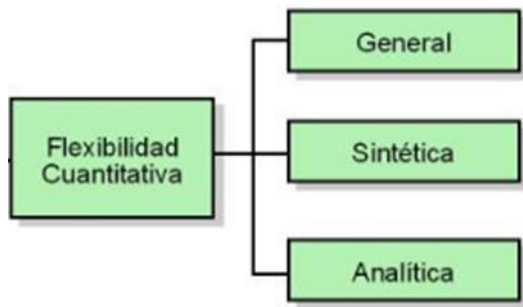 General
Flexibilidad
Cuantitativa
Sintética
Analítica